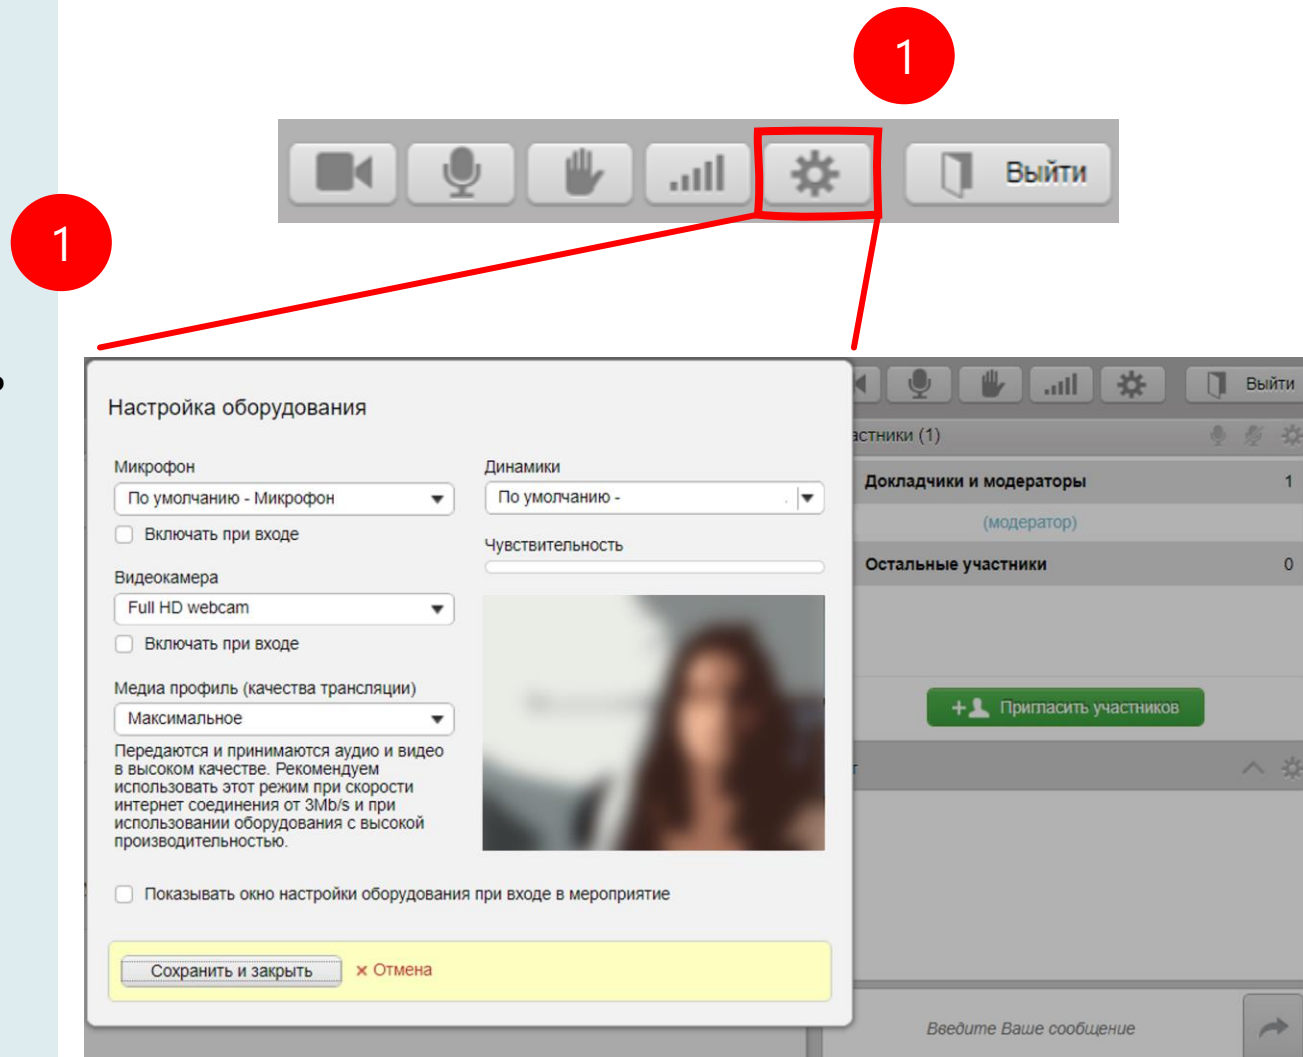 1
Выйти
1
Настройка оборудования
Микрофон
По умолчанию - Микрофон
Включать при входе
Видеокамера
Full HD webcam
Включать при входе
Медиа профиль (качества трансляции)
Максимальное
Передаются и принимаются аудио и видео
в высоком качестве. Рекомендуем
использовать этот режим при скорости
интернет соединения от 3Mb/s и при
использовании оборудования с высокой
производительностью.
Динамики
По умолчанию -
Чувствительность
Показывать окно настройки оборудования при входе в мероприятие
Сохранить и закрыть
× Отмена
Выйти
астники (1)
Докладчики и модераторы 1
(модератор)
Остальные участники 0
Пригласить участников
Введите Ваше сообщение